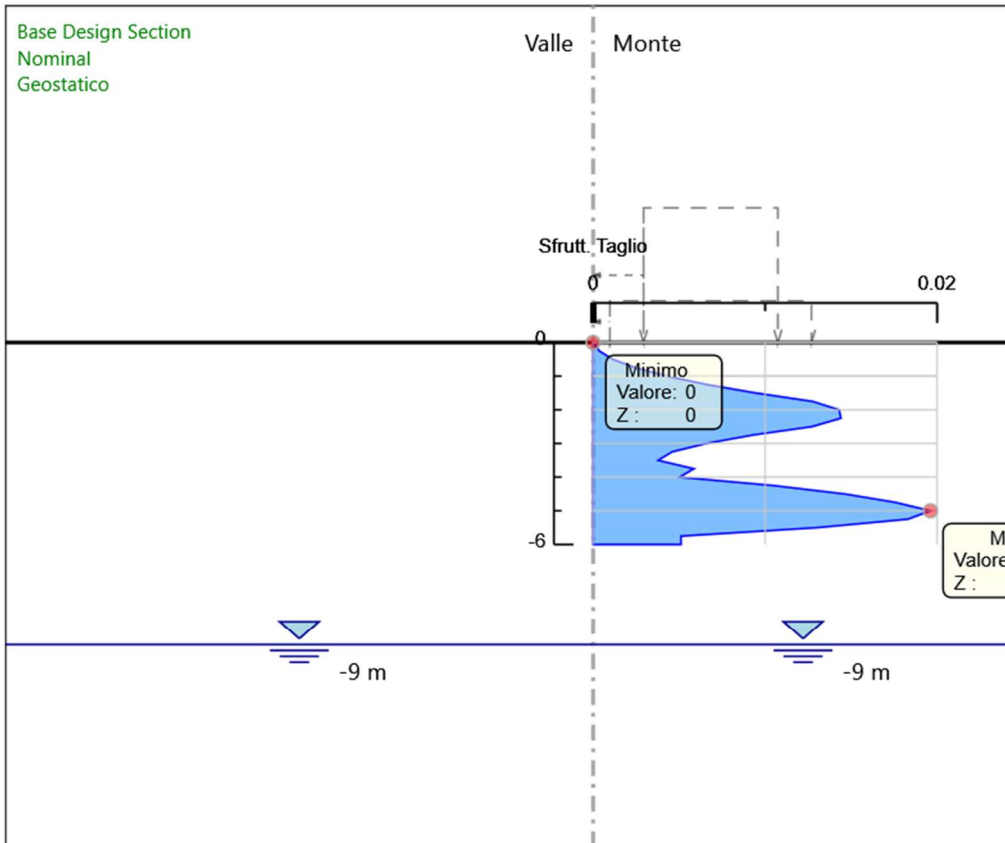 Base Design Section
Nominal
Geostatico
Valle
Monte
Sfrutt. Taglio
0
0.02
0
Minimo
Valore: 0
Z : 0
-6
M
Valore
Z :
-9 m
-9 m